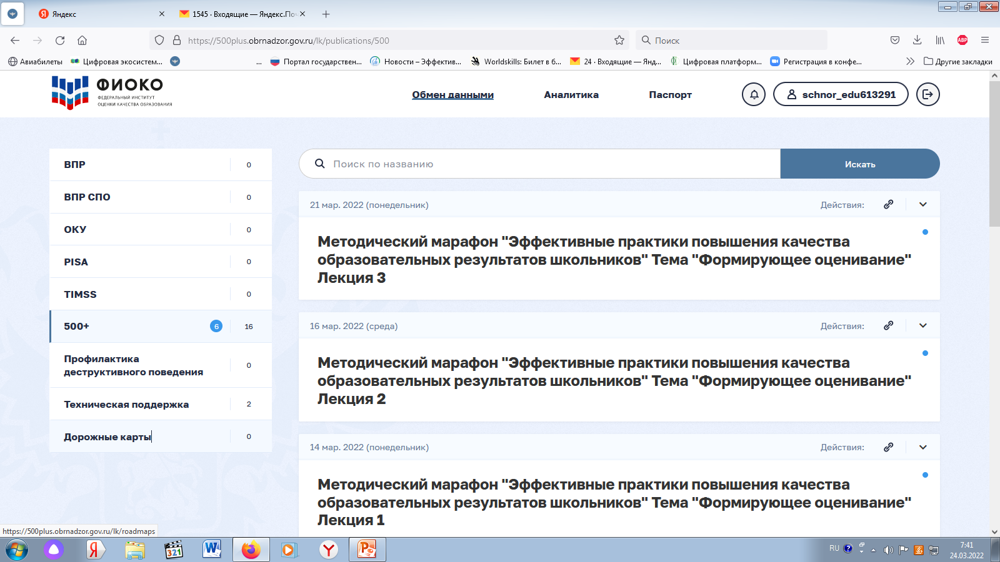 Яндекс
1545 · Входящие — Яндекс.По
https://500plus.obrnadzor.gov.ru/lk/publications/500
Поиск
ABP
Авиабилеты
Цифровая экосистем...
...
Портал государствен...
Новости – Эффектив...
Worldskills: Билет в б...
24 · Входящие — Янд...
Цифровая платформ...
Регистрация в конфе...
Другие закладки
ФИОКО
ФЕДЕРАЛЬНЫЙ ИНСТИТУТ
ОЦЕНКИ КАЧЕСТВА ОБРАЗОВАНИЯ
Обмен данными
Аналитика
Паспорт
schnor_edu613291
ВПР 0
ВПР СПО 0
ОКУ 0
PISA 0
TIMSS 0
500+ 6 16
Профилактика
деструктивного поведения 0
Техническая поддержка 2
Дорожные карты 0
Поиск по названию
Искать
21 мар. 2022 (понедельник)
Действия:
Методический марафон "Эффективные практики повышения качества
образовательных результатов школьников" Тема "Формирующее оценивание"
Лекция 3
16 мар. 2022 (среда)
Действия:
Методический марафон "Эффективные практики повышения качества
образовательных результатов школьников" Тема "Формирующее оценивание"
Лекция 2
14 мар. 2022 (понедельник)
Действия:
Методический марафон "Эффективные практики повышения качества
образовательных результатов школьников" Тема "Формирующее оценивание"
Лекция 1
https://500plus.obrnadzor.gov.ru/lk/roadmaps
321
RU
7:41
24.03.2022